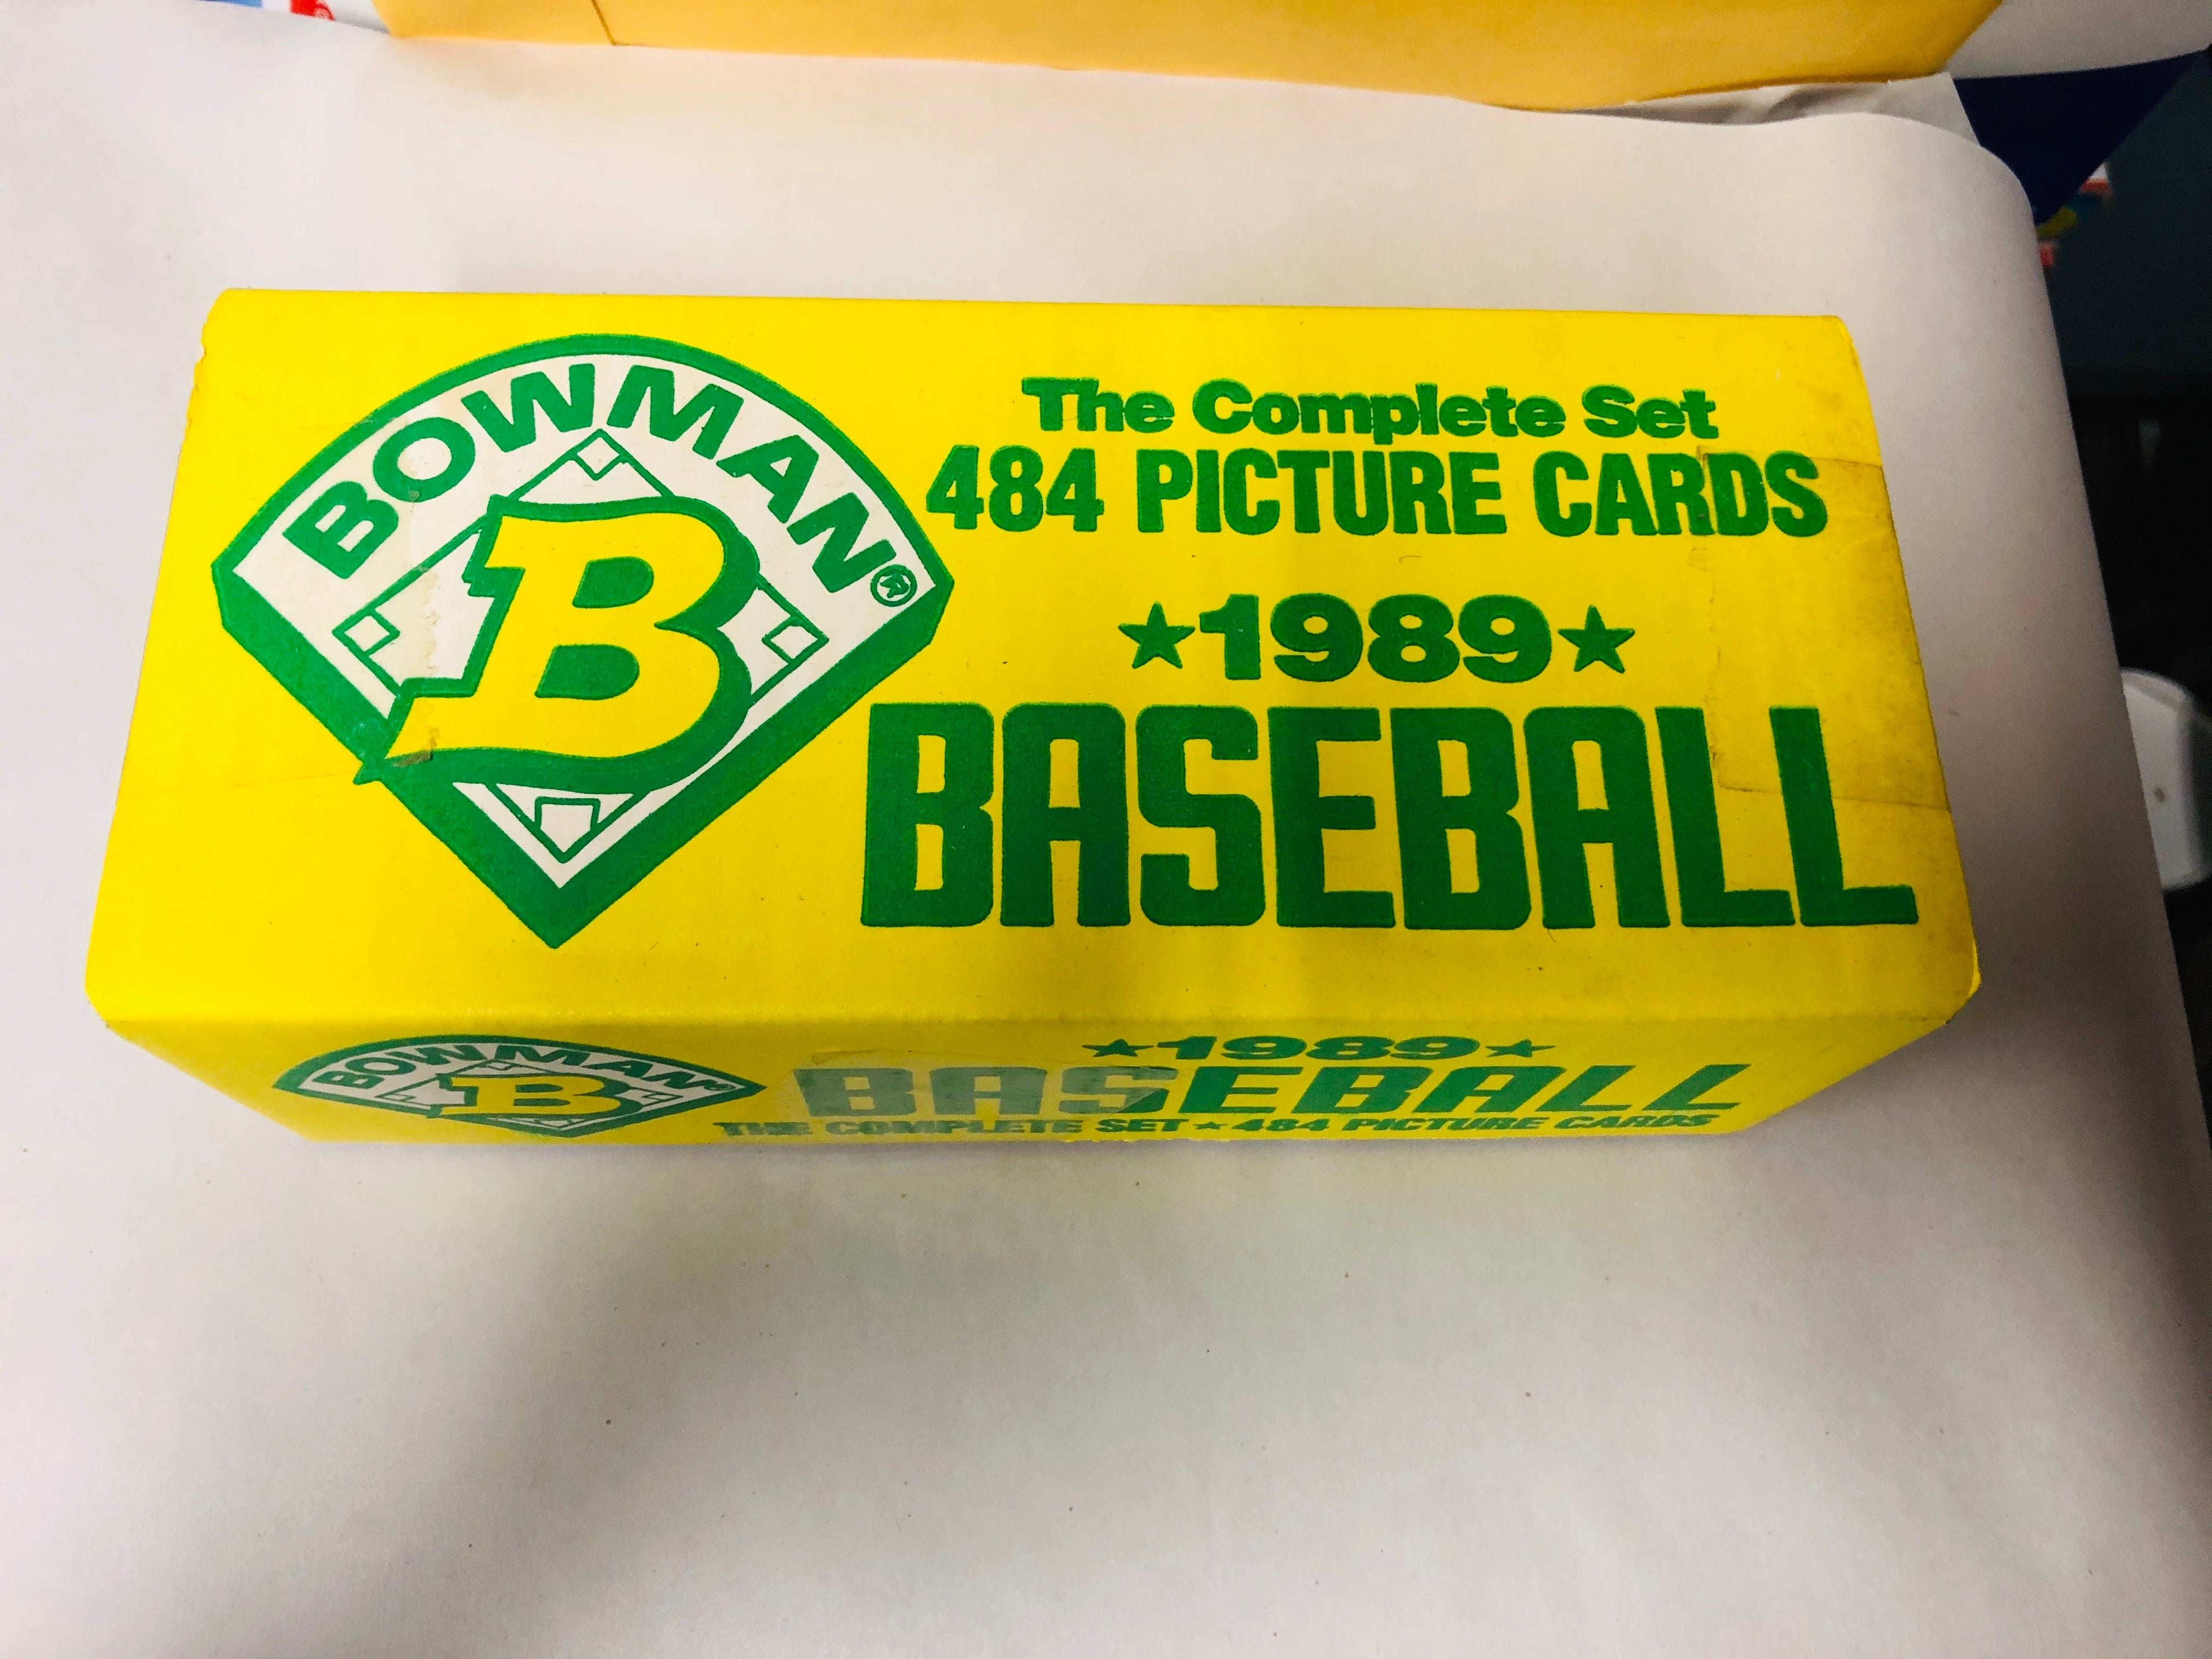 BOWMAN®
B
The Complete Set
484 PICTURE CARDS
★1989★
BASEBALL
BOWMAN®
B
★1989★
BASEBALL
THE COMPLETE SET★484 PICTURE CARDS